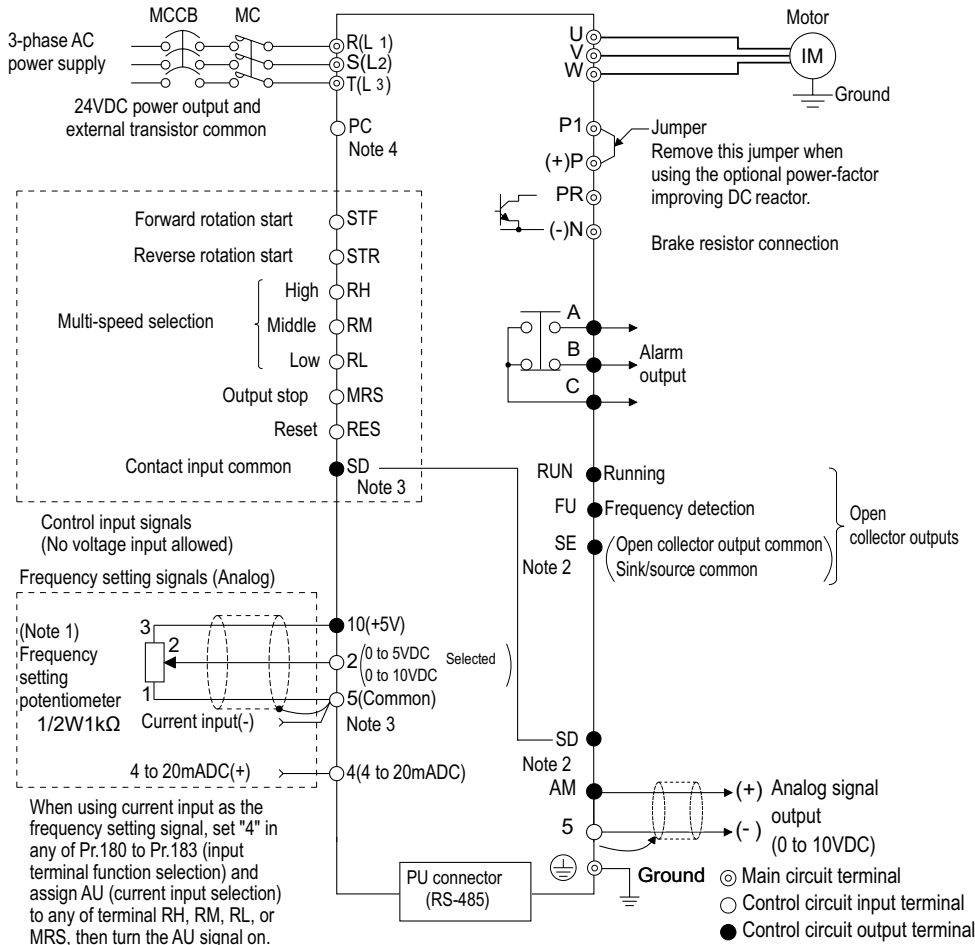 MCCB MC
3-phase AC
power supply
R(L 1)
S(L2)
T(L 3)
24VDC power output and
external transistor common
PC
Note 4
Forward rotation start STF
Reverse rotation start STR
Multi-speed selection
High RH
Middle RM
Low RL
Output stop MRS
Reset RES
Contact input common SD
Note 3
Control input signals
(No voltage input allowed)
Frequency setting signals (Analog)
(Note 1)
Frequency
setting
potentiometer
1/2W1kΩ
3
2
1
10(+5V)
2
0 to 5VDC
0 to 10VDC
Selected
5(Common)
Current input(-)
Note 3
4 to 20mADC(+)
4(4 to 20mADC)
When using current input as the
frequency setting signal, set "4" in
any of Pr.180 to Pr.183 (input
terminal function selection) and
assign AU (current input selection)
to any of terminal RH, RM, RL, or
MRS, then turn the AU signal on.
PU connector
(RS-485)
U
V
W
Motor
IM
Ground
P1
(+)P
PR
(-)N
Jumper
Remove this jumper when
using the optional power-factor
improving DC reactor.
Brake resistor connection
A
B
C
Alarm
output
RUN Running
FU Frequency detection
SE
Note 2
(Open collector output common)
Sink/source common
Open
collector outputs
SD
Note 2
AM
5
(+) Analog signal
output
(- )
(0 to 10VDC)
Ground
Main circuit terminal
Control circuit input terminal
Control circuit output terminal